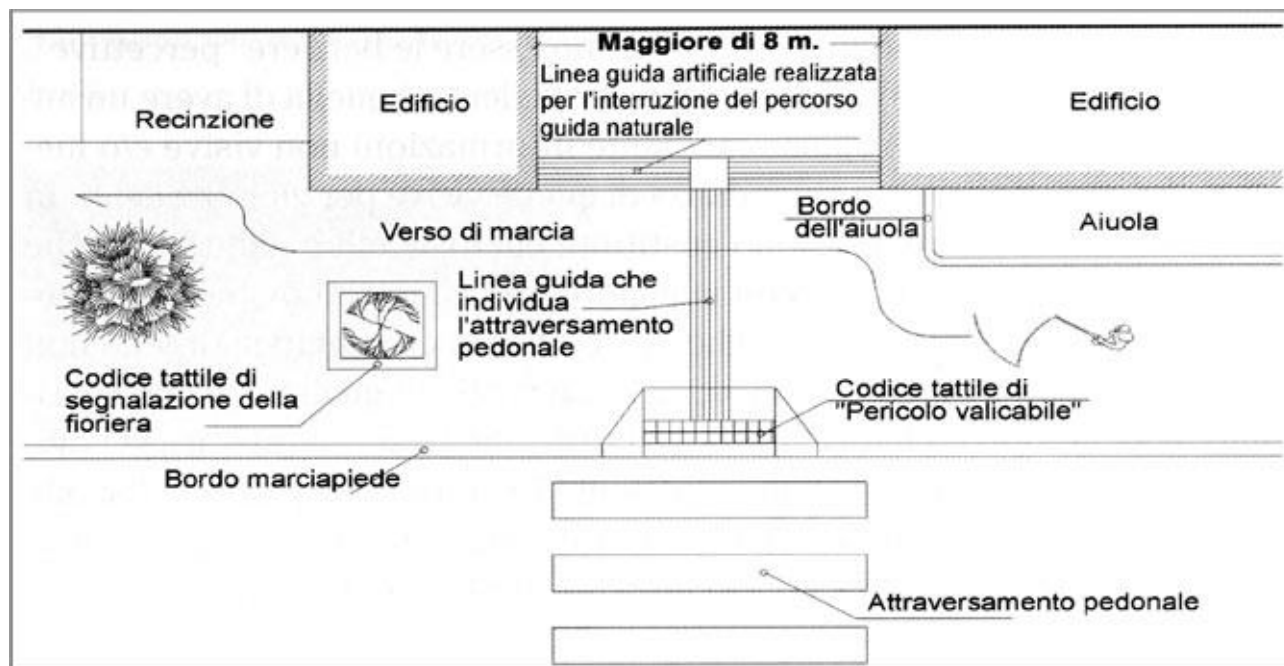 Maggiore di 8 m.
Linea guida artificiale realizzata
per l'interruzione del percorso
guida naturale
Recinzione
Edificio
Edificio
Verso di marcia
Bordo
dell'aiuola
Aiuola
Linea guida che
individua
l'attraversamento
pedonale
Codice tattile di
segnalazione della
fioriera
Codice tattile di
"Pericolo valicabile"
Bordo marciapiede
Attraversamento pedonale